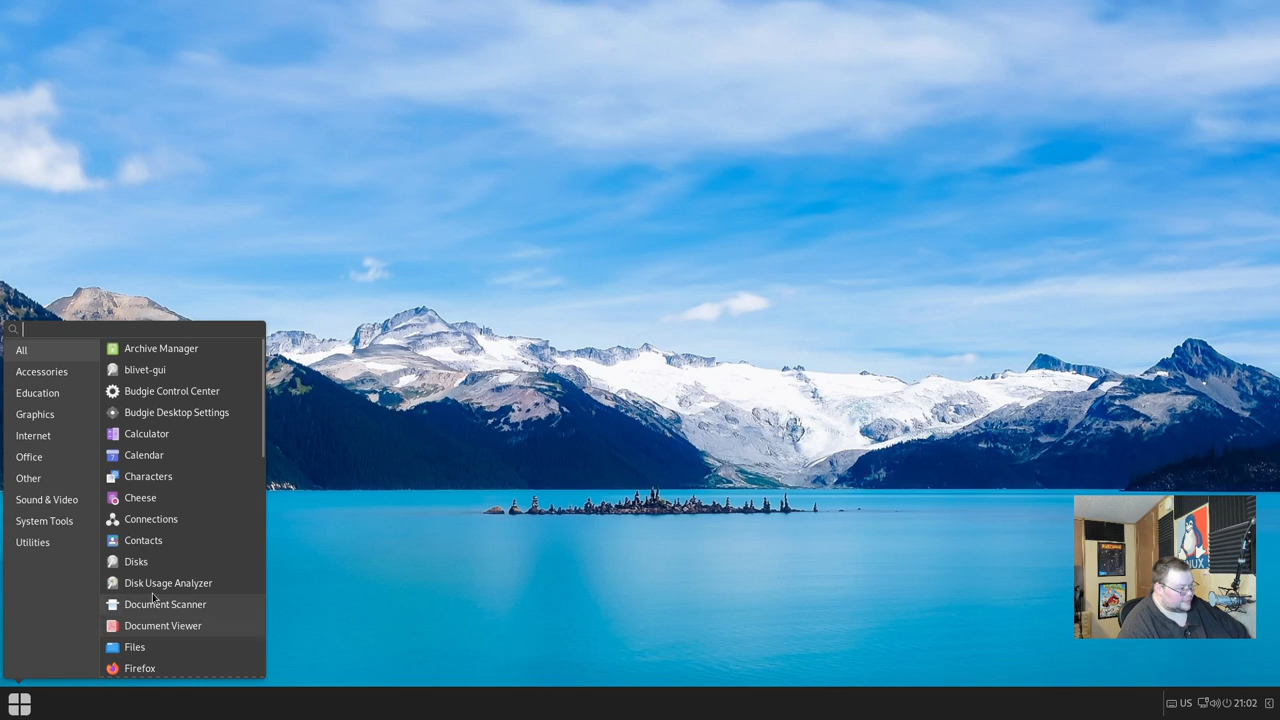 All
Accessories
Education
Graphics
Internet
Office
Other
Sound & Video
System Tools
Utilities
Archive Manager
blivet-gui
Budgie Control Center
Budgie Desktop Settings
Calculator
Calendar
Characters
Cheese
Connections
Contacts
Disks
Disk Usage Analyzer
Document Scanner
Document Viewer
Files
Firefox
US
21:02